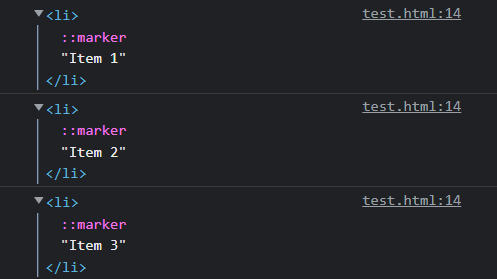 <li> test.html:14
::marker
"Item 1"
</li>
<li> test.html:14
::marker
"Item 2"
</li>
<li> test.html:14
::marker
"Item 3"
</li>